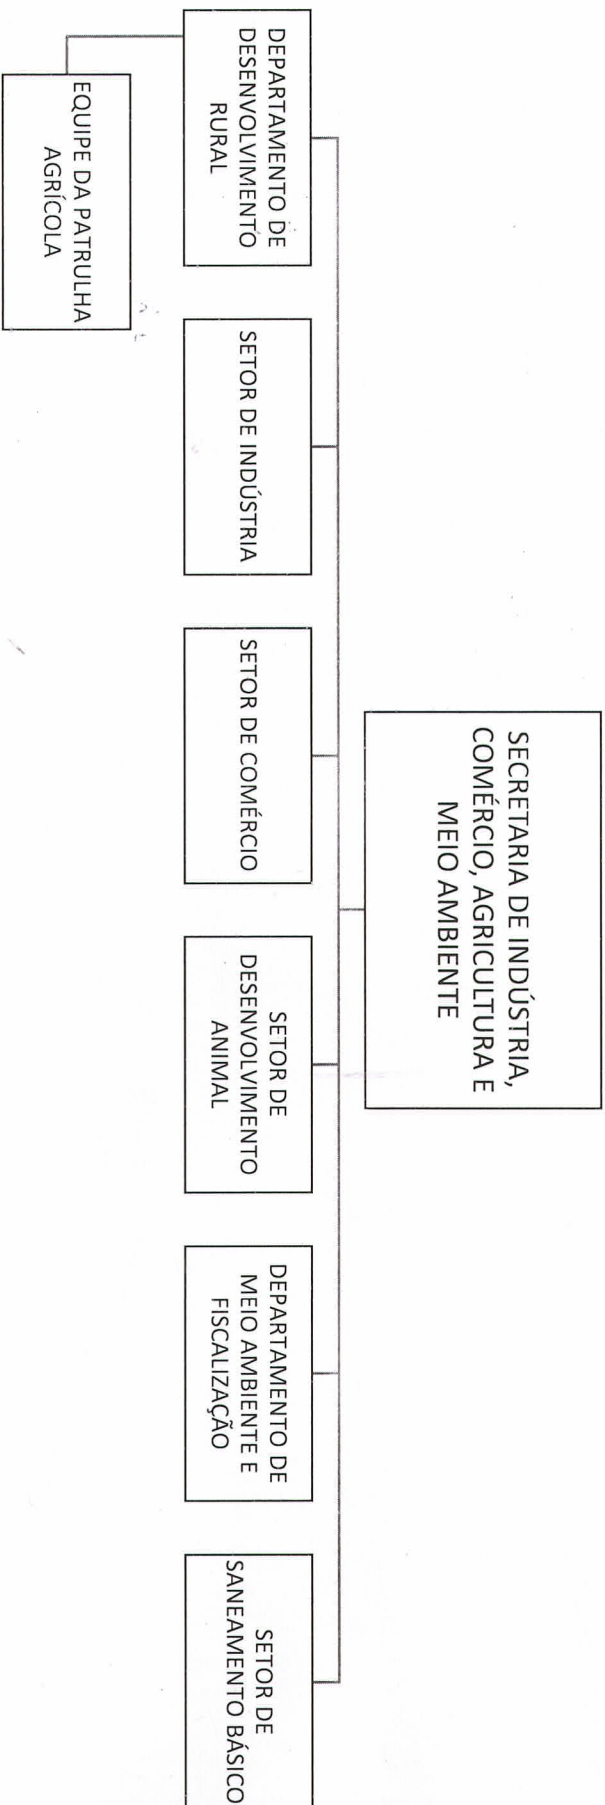 SECRETARIA DE INDÚSTRIA,
COMÉRCIO, AGRICULTURA E
MEIO AMBIENTE
DEPARTAMENTO DE
DESENVOLVIMENTO
RURAL
SETOR DE INDÚSTRIA
SETOR DE COMÉRCIO
SETOR DE
DESENVOLVIMENTO
ANIMAL
DEPARTAMENTO DE
MEIO AMBIENTE E
FISCALIZAÇÃO
SETOR DE
SANEAMENTO BÁSICO
EQUIPE DA PATRULHA
AGRÍCOLA